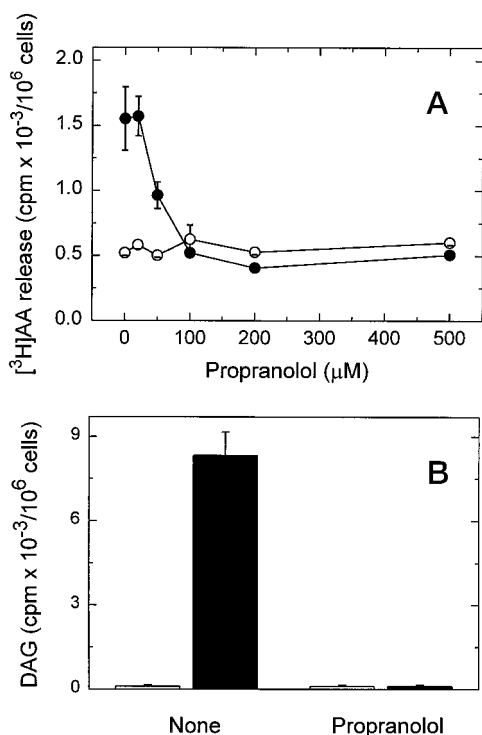 A
[³H]AA release (cpm x 10⁻³/10⁶ cells)
2.0
1.5
1.0
0.5
0.0
0 100 200 300 400 500
Propranolol (μM)
B
DAG (cpm x 10⁻³/10⁶ cells)
9
6
3
0
None Propranolol